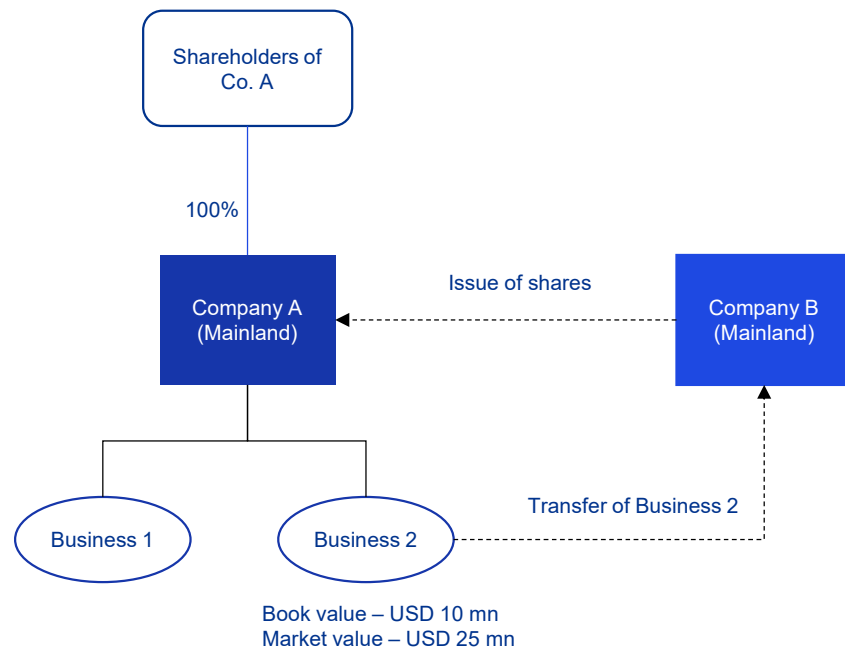 Shareholders of
Co. A
100%
Issue of shares
Company A
(Mainland)
Company B
(Mainland)
Transfer of Business 2
Business 1
Business 2
Book value – USD 10 mn
Market value – USD 25 mn